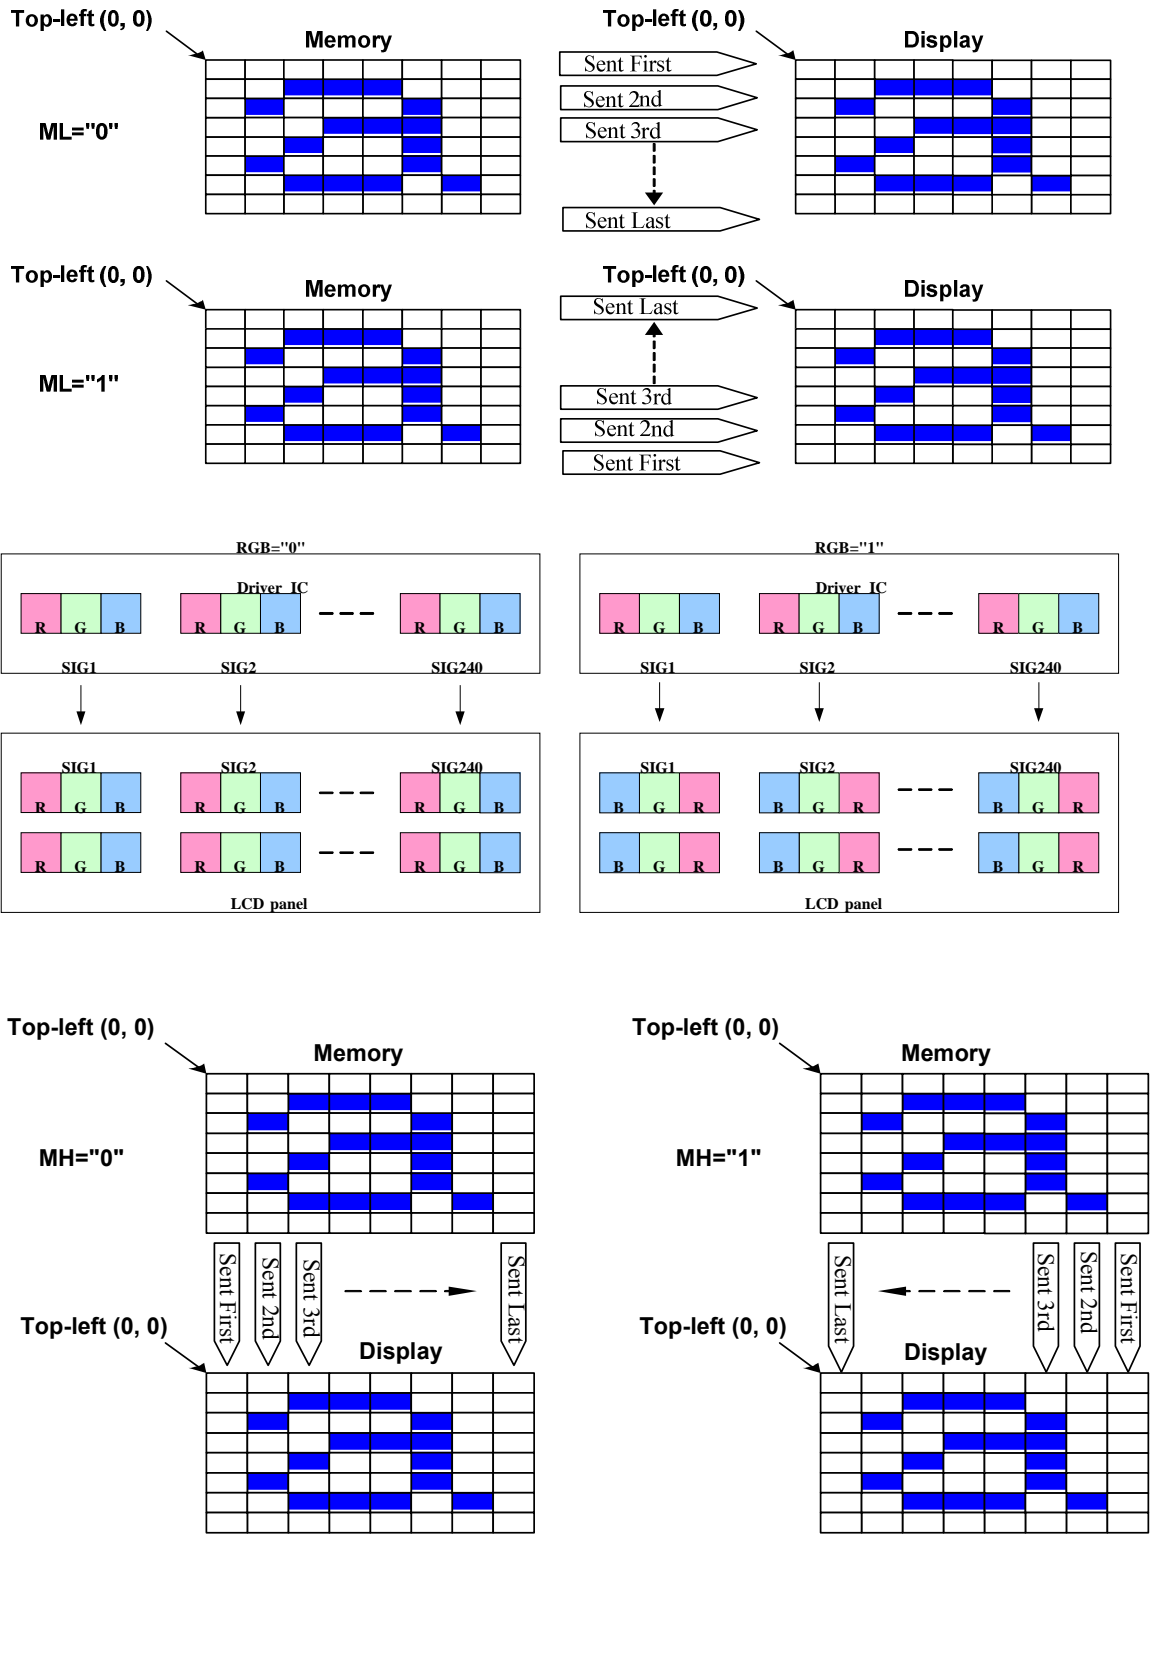 Top-left (0, 0)
Memory
Top-left (0, 0)
Display
ML="0"
Sent First
Sent 2nd
Sent 3rd
Sent Last
Top-left (0, 0)
Memory
Top-left (0, 0)
Display
ML="1"
Sent Last
Sent 3rd
Sent 2nd
Sent First
RGB="0"
Driver IC
R G B R G B R G B
SIG1 SIG2 SIG240
SIG1 SIG2 SIG240
R G B R G B R G B
R G B R G B R G B
LCD panel
RGB="1"
Driver IC
R G B R G B R G B
SIG1 SIG2 SIG240
SIG1 SIG2 SIG240
B G R B G R B G R
B G R B G R B G R
LCD panel
Top-left (0, 0)
Memory
MH="0"
Sent First
Sent 2nd
Sent 3rd
Sent Last
Top-left (0, 0)
Display
Top-left (0, 0)
Memory
MH="1"
Sent Last
Sent 3rd
Sent 2nd
Sent First
Top-left (0, 0)
Display